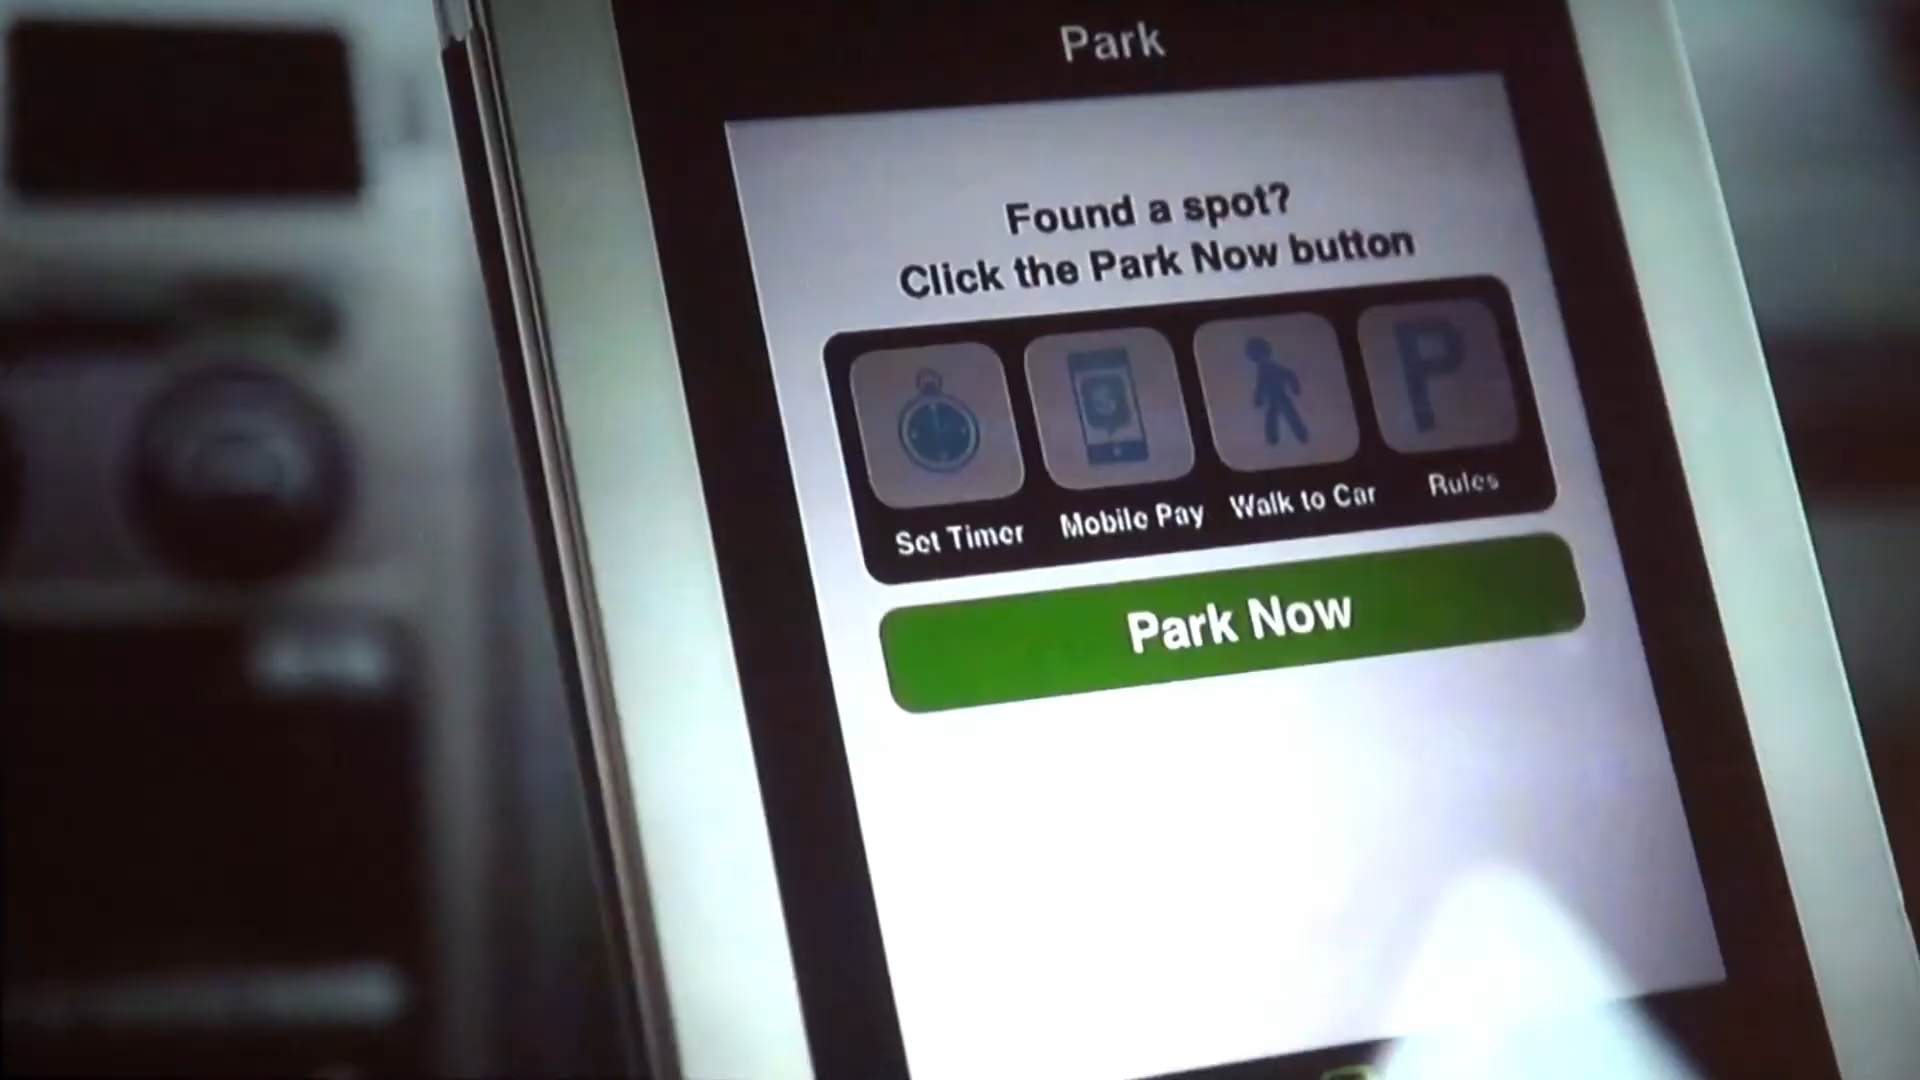 Park
Found a spot?
Click the Park Now button
Set Timer
Mobile Pay
Walk to Car
P
Rules
Park Now